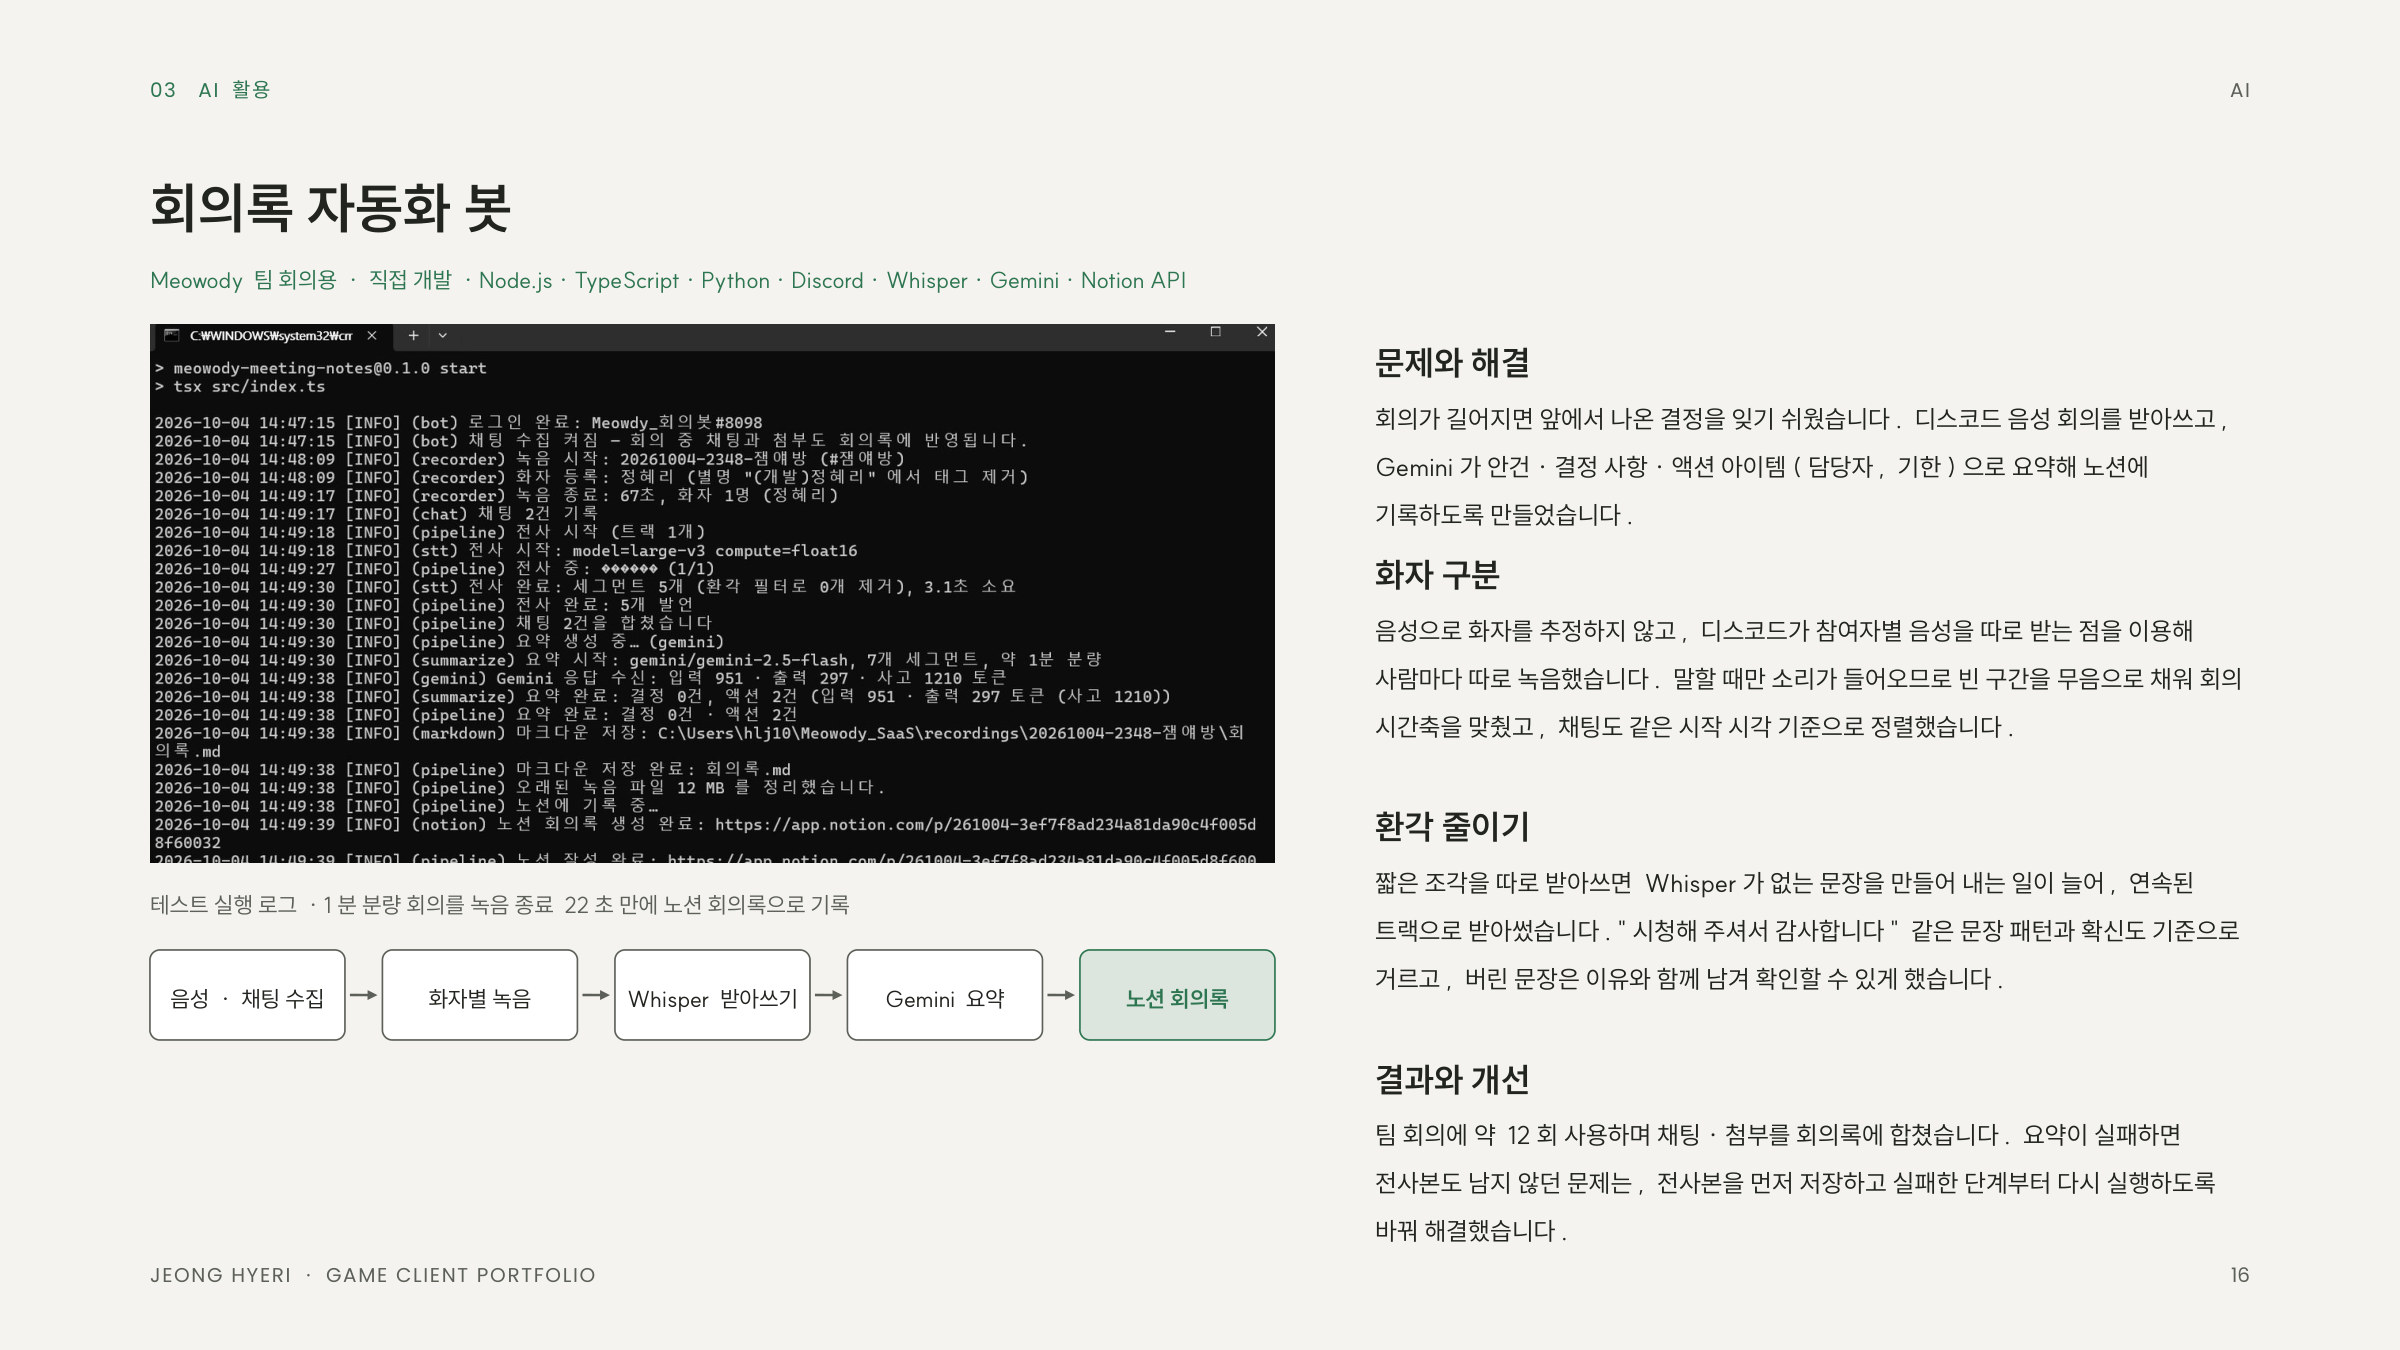 03 AI 활용
AI
회의록 자동화 봇
Meowody 팀 회의용 · 직접 개발 · Node.js · TypeScript · Python · Discord · Whisper · Gemini · Notion API
C:₩WINDOWS₩system32₩cm
> meowody-meeting-notes@0.1.0 start
> tsx src/index.ts
2026-10-04 14:47:15 [INFO] (bot) 로그인 완료: Meowdy_회의봇#8098
2026-10-04 14:47:15 [INFO] (bot) 채팅 수집 켜짐 — 회의 중 채팅과 첨부도 회의록에 반영됩니다.
2026-10-04 14:48:09 [INFO] (recorder) 녹음 시작: 20261004-2348-잼얘방 (#잼얘방)
2026-10-04 14:48:09 [INFO] (recorder) 화자 등록: 정혜리 (별명 "(개발)정혜리" 에서 태그 제거)
2026-10-04 14:49:17 [INFO] (recorder) 녹음 종료: 67초, 화자 1명 (정혜리)
2026-10-04 14:49:17 [INFO] (chat) 채팅 2건 기록
2026-10-04 14:49:18 [INFO] (pipeline) 전사 시작 (트랙 1개)
2026-10-04 14:49:18 [INFO] (stt) 전사 시작: model=large-v3 compute=float16
2026-10-04 14:49:27 [INFO] (pipeline) 전사 중: ������ (1/1)
2026-10-04 14:49:30 [INFO] (stt) 전사 완료: 세그먼트 5개 (환각 필터로 0개 제거), 3.1초 소요
2026-10-04 14:49:30 [INFO] (pipeline) 전사 완료: 5개 발언
2026-10-04 14:49:30 [INFO] (pipeline) 채팅 2건을 합쳤습니다
2026-10-04 14:49:30 [INFO] (pipeline) 요약 생성 중… (gemini)
2026-10-04 14:49:30 [INFO] (summarize) 요약 시작: gemini/gemini-2.5-flash, 7개 세그먼트, 약 1분 분량
2026-10-04 14:49:38 [INFO] (gemini) Gemini 응답 수신: 입력 951 · 출력 297 · 사고 1210 토큰
2026-10-04 14:49:38 [INFO] (summarize) 요약 완료: 결정 0건, 액션 2건 (입력 951 · 출력 297 토큰 (사고 1210))
2026-10-04 14:49:38 [INFO] (pipeline) 요약 완료: 결정 0건 · 액션 2건
2026-10-04 14:49:38 [INFO] (markdown) 마크다운 저장: C:\Users\hlj10\Meowody_SaaS\recordings\20261004-2348-잼얘방\회
의록.md
2026-10-04 14:49:38 [INFO] (pipeline) 마크다운 저장 완료: 회의록.md
2026-10-04 14:49:38 [INFO] (pipeline) 오래된 녹음 파일 12 MB 를 정리했습니다.
2026-10-04 14:49:38 [INFO] (pipeline) 노션에 기록 중…
2026-10-04 14:49:39 [INFO] (notion) 노션 회의록 생성 완료: https://app.notion.com/p/261004-3ef7f8ad234a81da90c4f005d
8f60032
2026-10-04 14:49:39 [INFO] (pipeline) 노션 작성 완료: https://app.notion.com/p/261004-3ef7f8ad234a81da90c4f005d8f600
테스트 실행 로그 · 1 분 분량 회의를 녹음 종료 22 초 만에 노션 회의록으로 기록
음성 · 채팅 수집
화자별 녹음
Whisper 받아쓰기
Gemini 요약
노션 회의록
문제와 해결
회의가 길어지면 앞에서 나온 결정을 잊기 쉬웠습니다. 디스코드 음성 회의를 받아쓰고,
Gemini 가 안건 · 결정 사항 · 액션 아이템 ( 담당자, 기한 ) 으로 요약해 노션에
기록하도록 만들었습니다.
화자 구분
음성으로 화자를 추정하지 않고, 디스코드가 참여자별 음성을 따로 받는 점을 이용해
사람마다 따로 녹음했습니다. 말할 때만 소리가 들어오므로 빈 구간을 무음으로 채워 회의
시간축을 맞췄고, 채팅도 같은 시작 시각 기준으로 정렬했습니다.
환각 줄이기
짧은 조각을 따로 받아쓰면 Whisper 가 없는 문장을 만들어 내는 일이 늘어, 연속된
트랙으로 받아썼습니다. " 시청해 주셔서 감사합니다 " 같은 문장 패턴과 확신도 기준으로
거르고, 버린 문장은 이유와 함께 남겨 확인할 수 있게 했습니다.
결과와 개선
팀 회의에 약 12 회 사용하며 채팅 · 첨부를 회의록에 합쳤습니다. 요약이 실패하면
전사본도 남지 않던 문제는, 전사본을 먼저 저장하고 실패한 단계부터 다시 실행하도록
바꿔 해결했습니다.
JEONG HYERI · GAME CLIENT PORTFOLIO
16